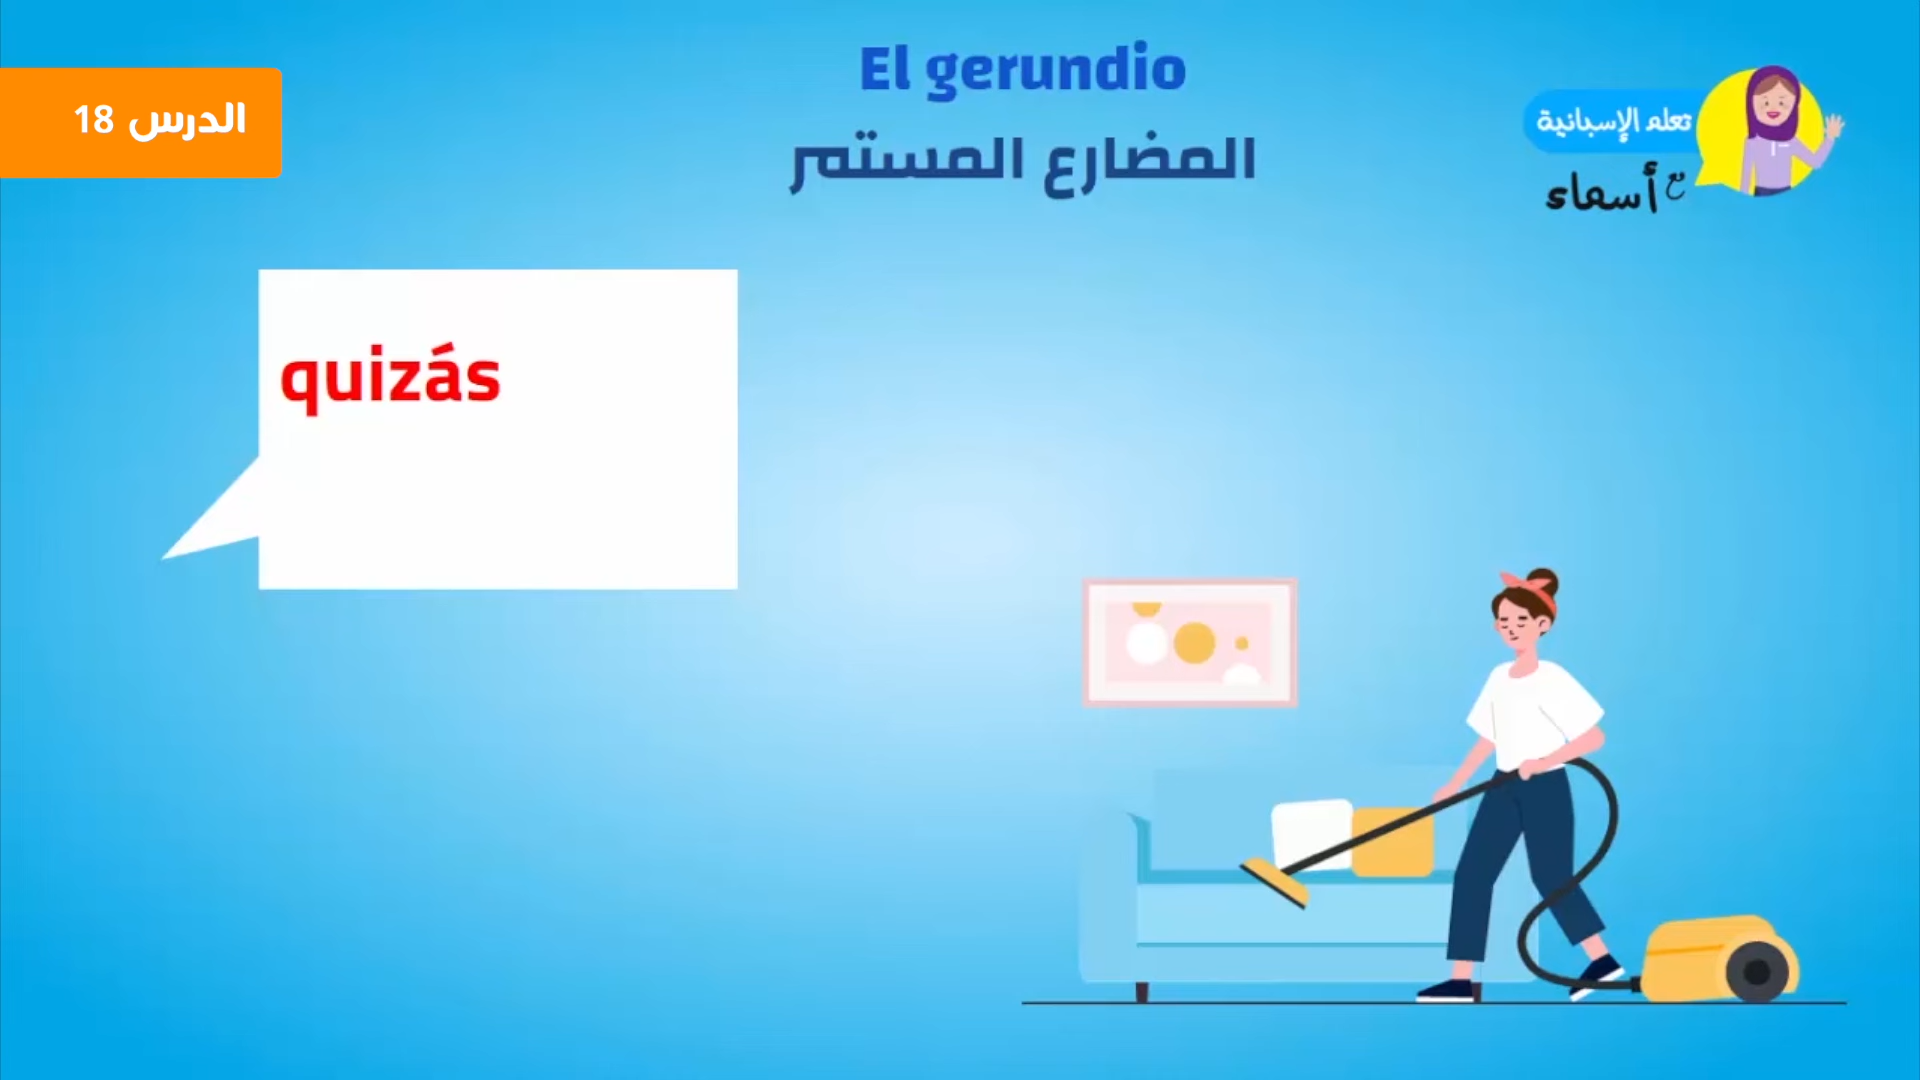 El gerundio
المضارع المستمر
الدرس 18
تعلم الإسبانية
مع أسماء
quizás